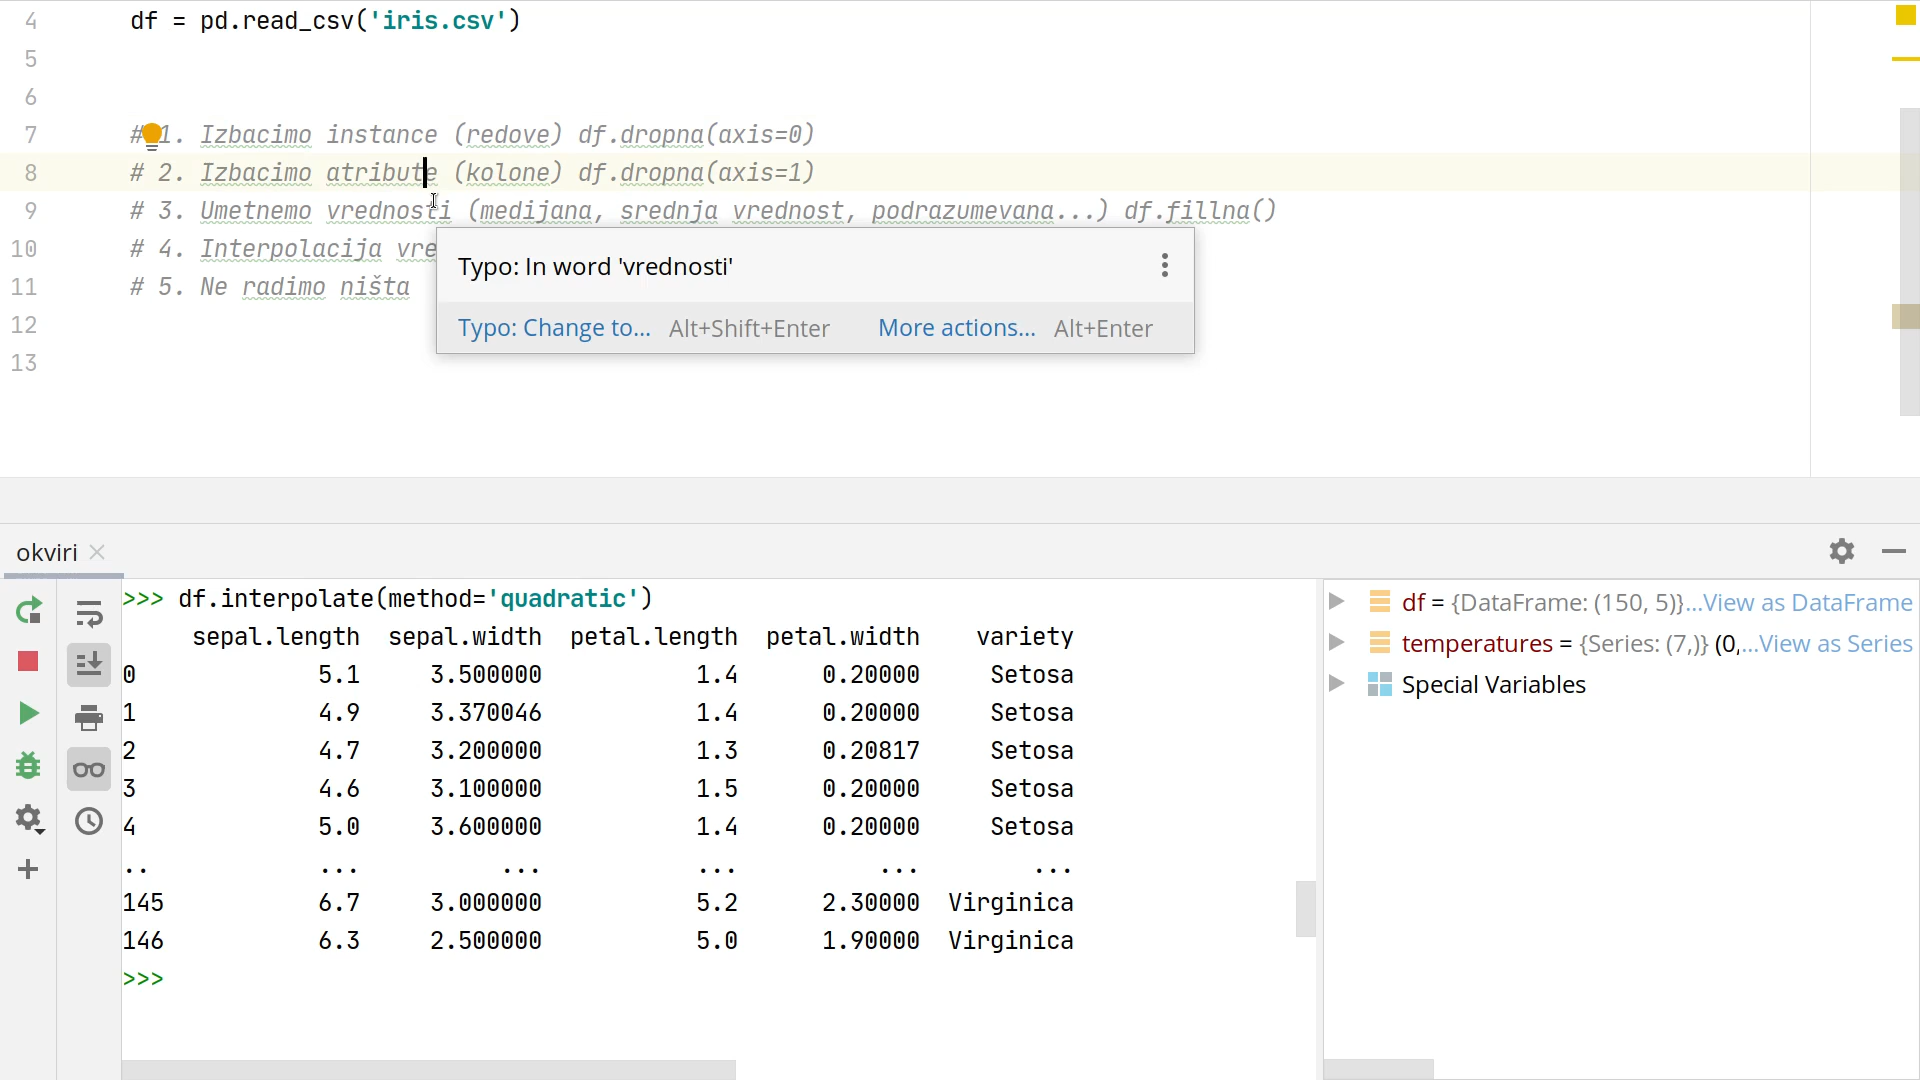 4 df = pd.read_csv('iris.csv')
5
6
7 # 1. Izbacimo instance (redove) df.dropna(axis=0)
8 # 2. Izbacimo atribute (kolone) df.dropna(axis=1)
9 # 3. Umetnemo vrednosti (medijana, srednja vrednost, podrazumevana...) df.fillna()
10 # 4. Interpolacija vre
11 # 5. Ne radimo ništa
12
13
Typo: In word 'vrednosti'
Typo: Change to... Alt+Shift+Enter More actions... Alt+Enter
okviri
>>> df.interpolate(method='quadratic')
sepal.length sepal.width petal.length petal.width variety
0 5.1 3.500000 1.4 0.20000 Setosa
1 4.9 3.370046 1.4 0.20000 Setosa
2 4.7 3.200000 1.3 0.20817 Setosa
3 4.6 3.100000 1.5 0.20000 Setosa
4 5.0 3.600000 1.4 0.20000 Setosa
.. ... ... ... ... ...
145 6.7 3.000000 5.2 2.30000 Virginica
146 6.3 2.500000 5.0 1.90000 Virginica
>>>
df = {DataFrame: (150, 5)}...View as DataFrame
temperatures = {Series: (7,)} (0,...View as Series
Special Variables